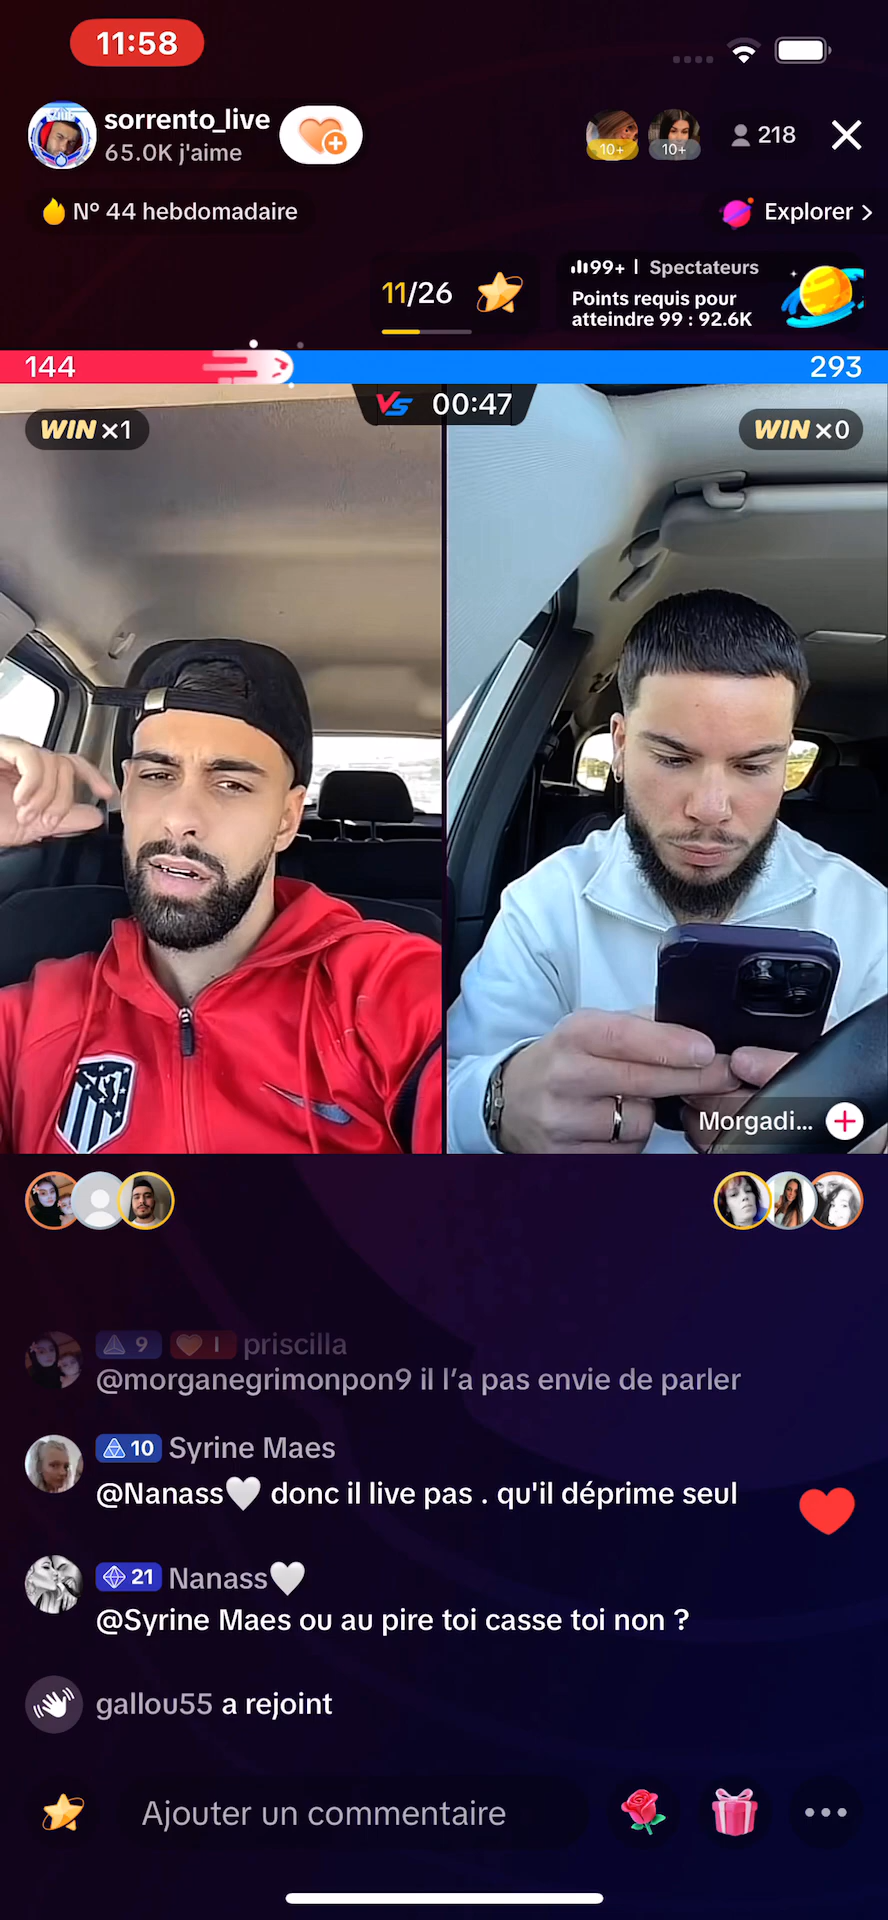 11:58
sorrento_live
65.0K j'aime
10+
10+
218
N° 44 hebdomadaire
Explorer >
11/26
99+ | Spectateurs
Points requis pour
atteindre 99 : 92.6K
144
293
VS 00:47
WIN x1
WIN x0
Morgadi...
9 I priscilla
@morganegrimonpon9 il l’a pas envie de parler
10 Syrine Maes
@Nanass🤍 donc il live pas . qu'il déprime seul
21 Nanass🤍
@Syrine Maes ou au pire toi casse toi non ?
gallou55 a rejoint
Ajouter un commentaire